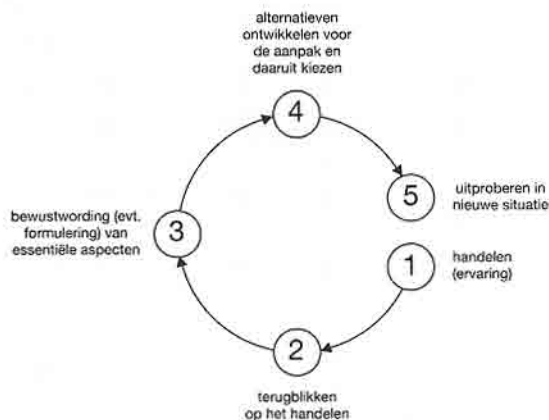 alternatieven
ontwikkelen voor
de aanpak en
daaruit kiezen
4
5
uitproberen in
nieuwe situatie
bewustwording (evt.
formulering) van
essentiële aspecten
3
1
handelen
(ervaring)
2
terugblikken
op het handelen